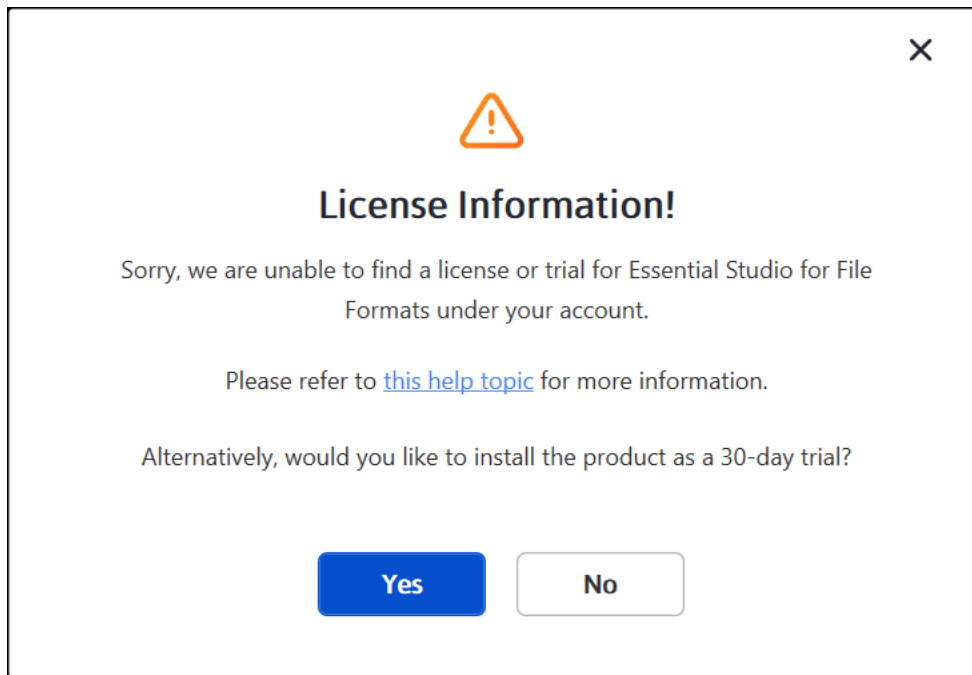 License Information!
Sorry, we are unable to find a license or trial for Essential Studio for File
Formats under your account.
Please refer to this help topic for more information.
Alternatively, would you like to install the product as a 30-day trial?
Yes No